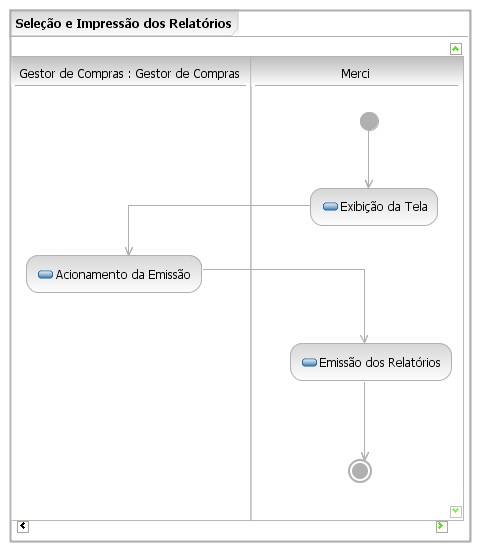 Seleção e Impressão dos Relatórios
Gestor de Compras : Gestor de Compras
Merci
Exibição da Tela
Acionamento da Emissão
Emissão dos Relatórios